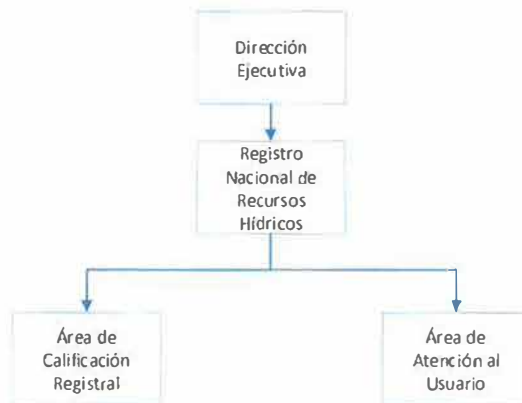 Dirección
Ejecutiva
Registro
Nacional de
Recursos
Hídricos
Área de
Calificación
Registral
Área de
Atención al
Usuario